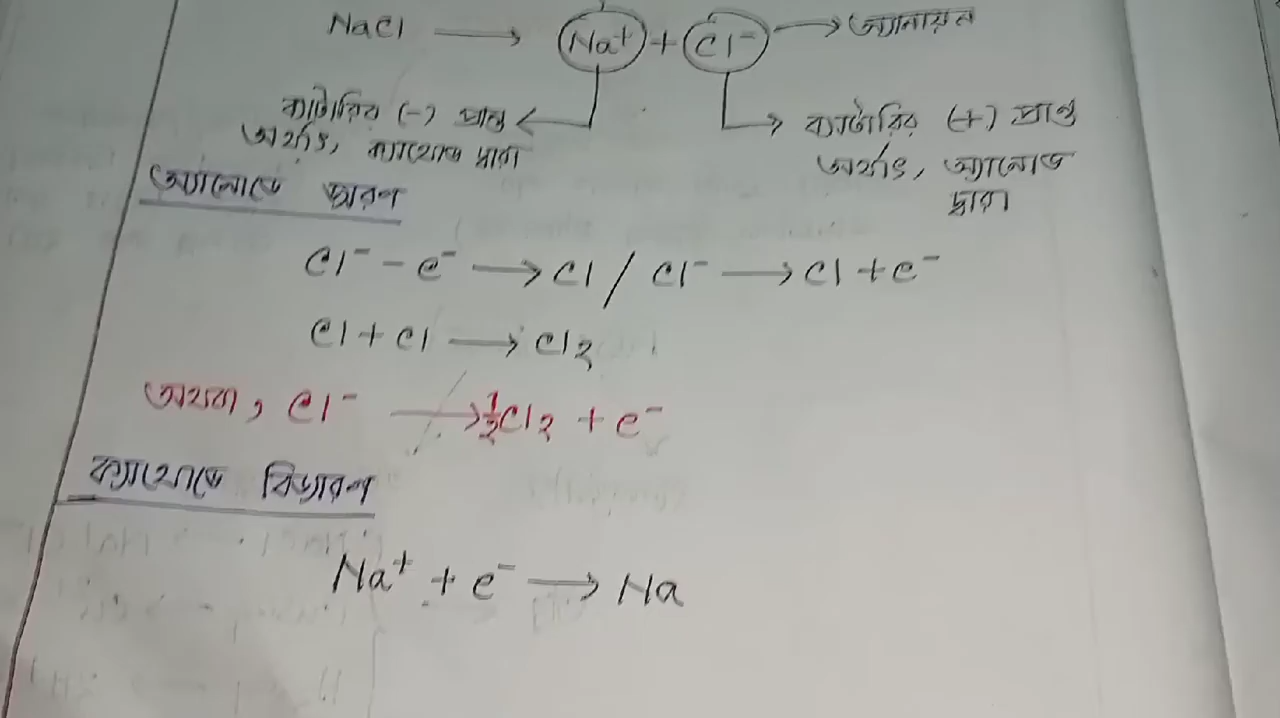 NaCl → Na⁺ + Cl⁻ → অ্যানায়ন
ব্যাটারির (-) প্রান্ত
অর্থাৎ, ক্যাথোড দ্বারা
ব্যাটারির (+) প্রান্ত
অর্থাৎ, অ্যানোড
দ্বারা
অ্যানোডে জারণ
Cl⁻ - e⁻ → Cl / Cl⁻ → Cl + e⁻
Cl + Cl → Cl₂
অথবা, Cl⁻ → ½Cl₂ + e⁻
ক্যাথোডে বিজারণ
Na⁺ + e⁻ → Na